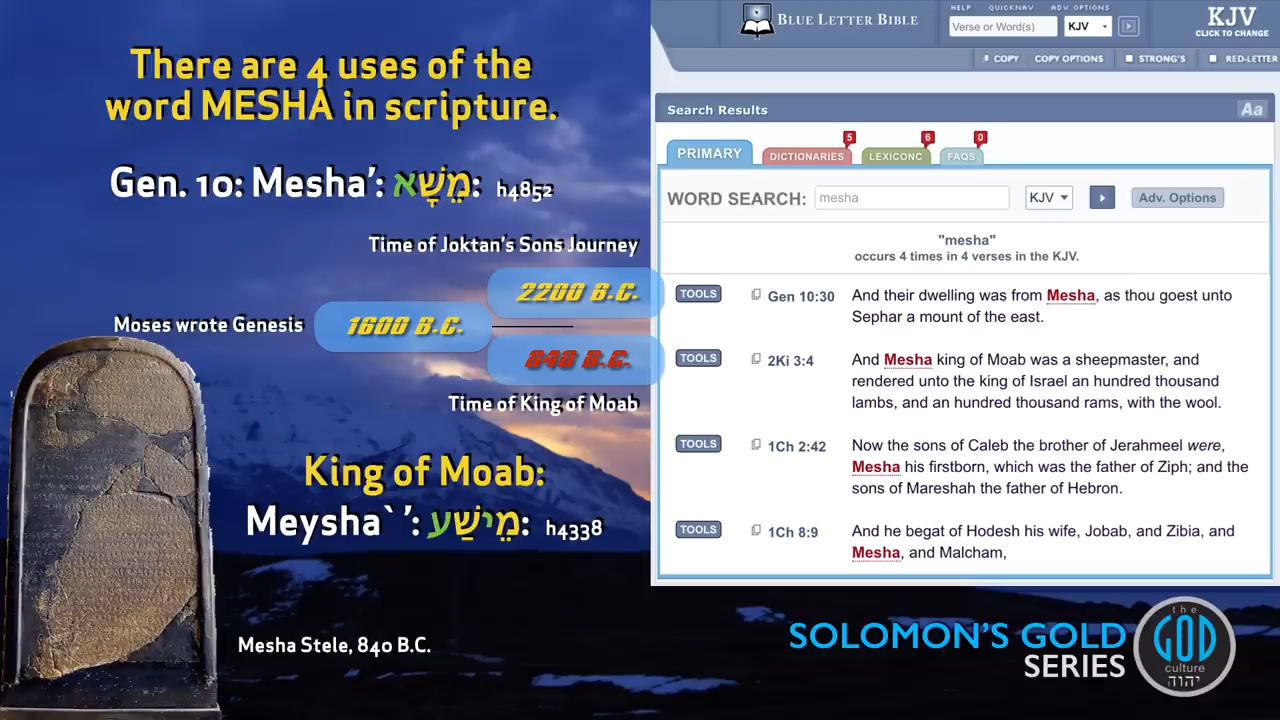 There are 4 uses of the
word MESHA in scripture.
Gen. 10: Mesha’: מֵשָׁא: h4852
Time of Joktan’s Sons Journey
2200 B.C.
Moses wrote Genesis
1600 B.C.
840 B.C.
Time of King of Moab
King of Moab:
Meysha`’: מֵישַׁע: h4338
Mesha Stele, 840 B.C.
BLUE LETTER BIBLE
HELP QUICKNAV ADV OPTIONS
Verse or Word(s) KJV
KJV
CLICK TO CHANGE
COPY COPY OPTIONS STRONG'S RED-LETTER
Search Results Aa
PRIMARY DICTIONARIES 5 LEXICONC 6 FAQS 0
WORD SEARCH: mesha KJV Adv. Options
"mesha"
occurs 4 times in 4 verses in the KJV.
TOOLS Gen 10:30 And their dwelling was from Mesha, as thou goest unto
Sephar a mount of the east.
TOOLS 2Ki 3:4 And Mesha king of Moab was a sheepmaster, and
rendered unto the king of Israel an hundred thousand
lambs, and an hundred thousand rams, with the wool.
TOOLS 1Ch 2:42 Now the sons of Caleb the brother of Jerahmeel were,
Mesha his firstborn, which was the father of Ziph; and the
sons of Mareshah the father of Hebron.
TOOLS 1Ch 8:9 And he begat of Hodesh his wife, Jobab, and Zibia, and
Mesha, and Malcham,
SOLOMON'S GOLD
SERIES
the
GOD
culture
יהוה